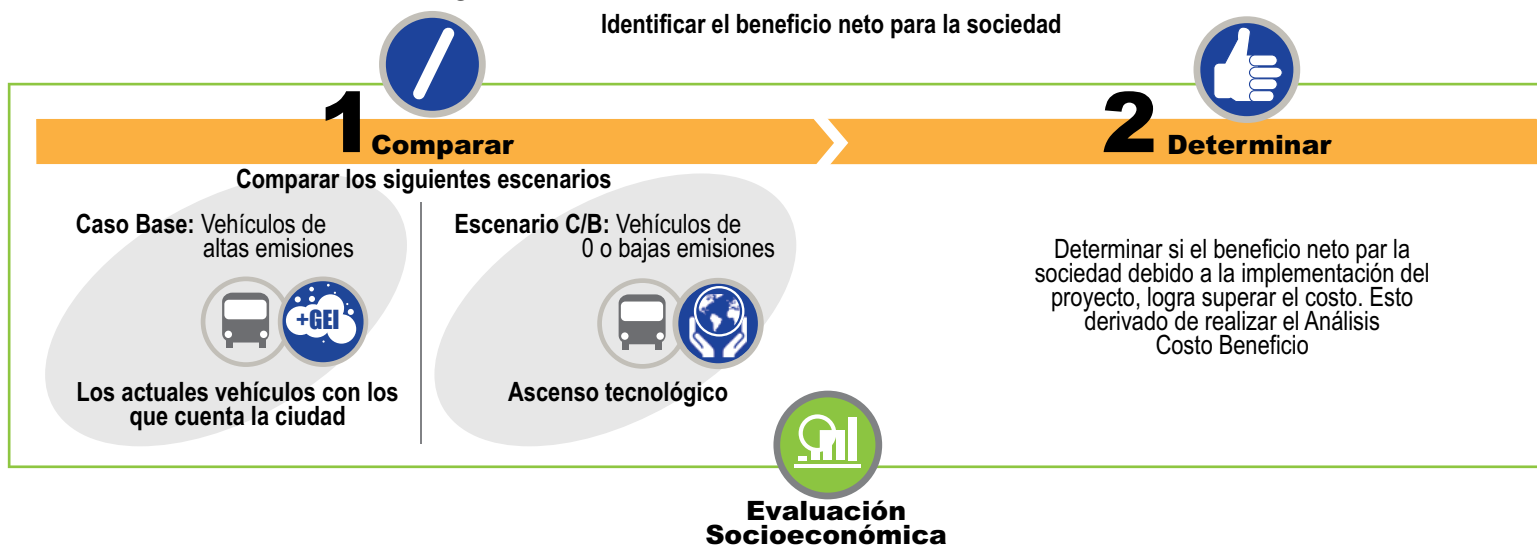 Identificar el beneficio neto para la sociedad
1 Comparar
Comparar los siguientes escenarios
Caso Base: Vehículos de
altas emisiones
+GEI
Los actuales vehículos con los
que cuenta la ciudad
Escenario C/B: Vehículos de
0 o bajas emisiones
Ascenso tecnológico
2 Determinar
Determinar si el beneficio neto par la
sociedad debido a la implementación del
proyecto, logra superar el costo. Esto
derivado de realizar el Análisis
Costo Beneficio
Evaluación
Socioeconómica